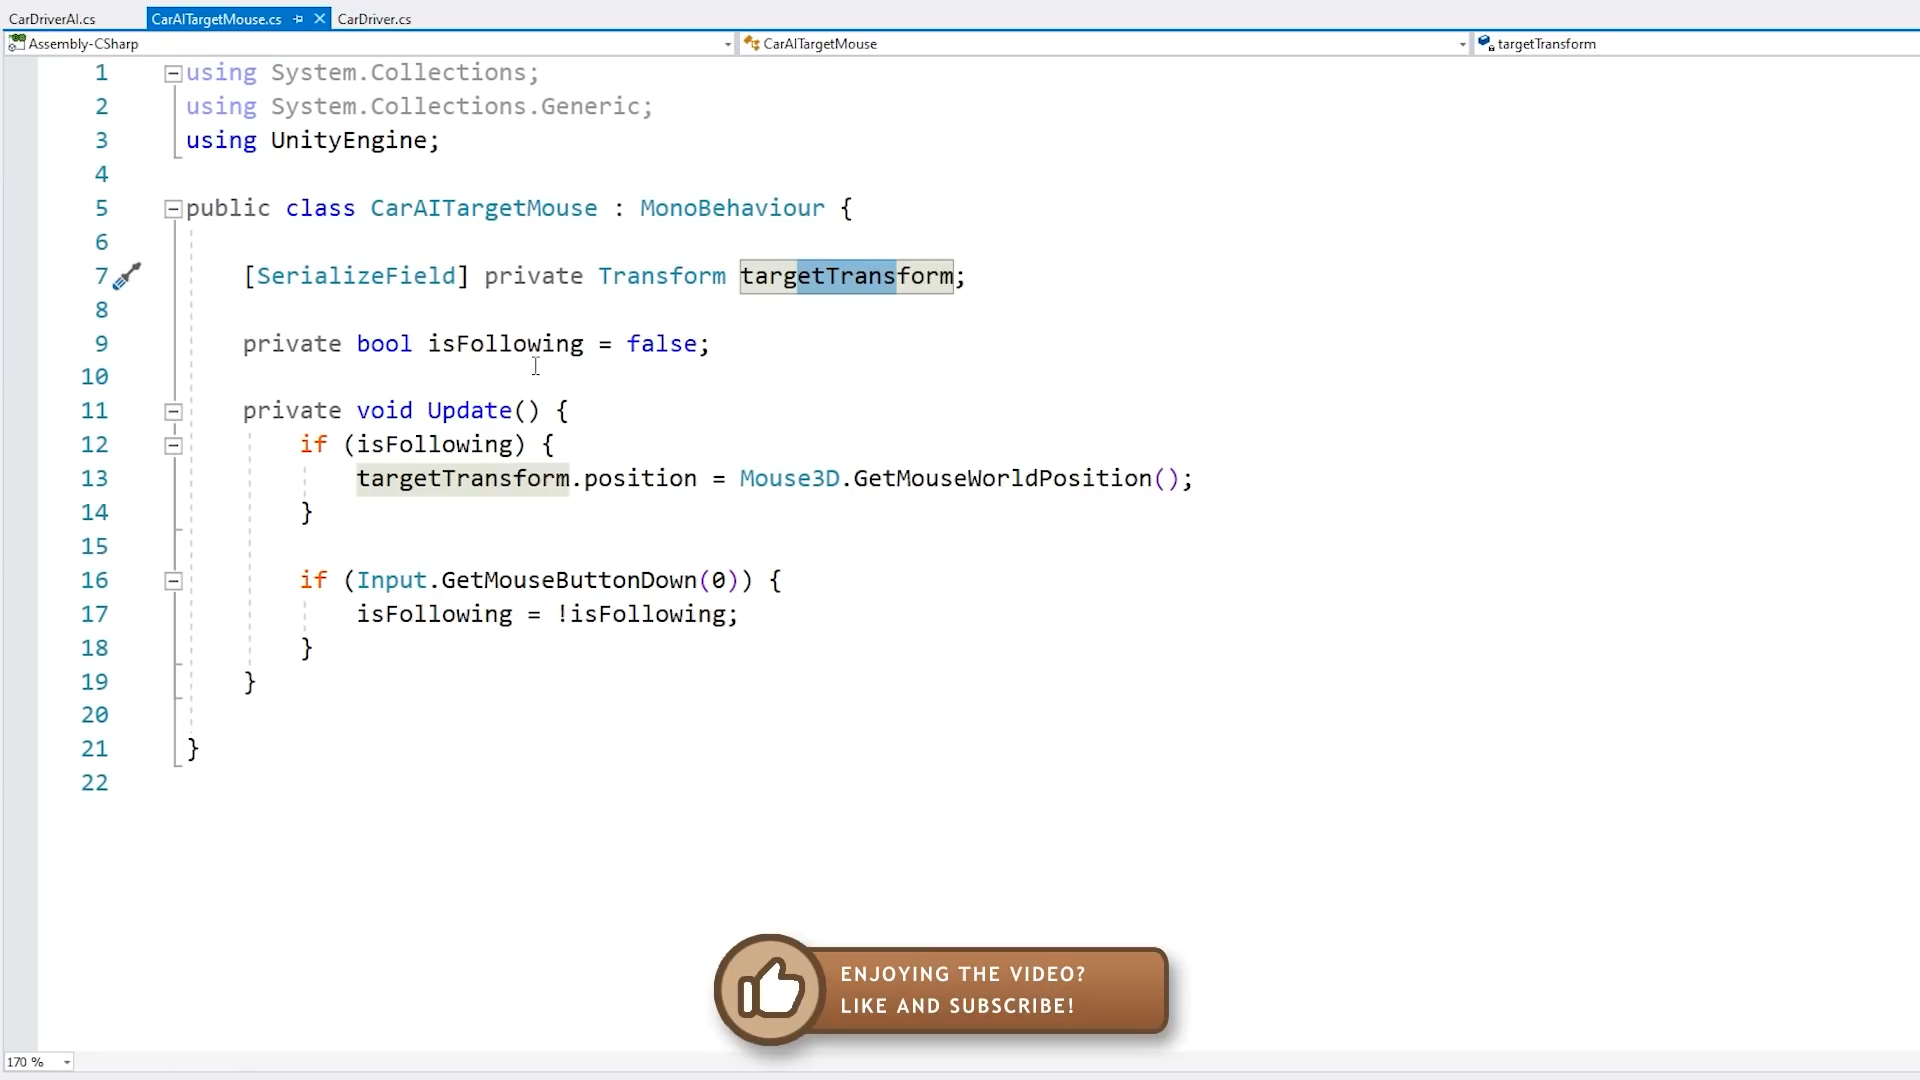 CarDriverAI.cs CarAITargetMouse.cs CarDriver.cs
Assembly-CSharp CarAITargetMouse targetTransform
1 using System.Collections;
2 using System.Collections.Generic;
3 using UnityEngine;
4
5 public class CarAITargetMouse : MonoBehaviour {
6
7 [SerializeField] private Transform targetTransform;
8
9 private bool isFollowing = false;
10
11 private void Update() {
12 if (isFollowing) {
13 targetTransform.position = Mouse3D.GetMouseWorldPosition();
14 }
15
16 if (Input.GetMouseButtonDown(0)) {
17 isFollowing = !isFollowing;
18 }
19 }
20
21 }
22
ENJOYING THE VIDEO?
LIKE AND SUBSCRIBE!
170 %